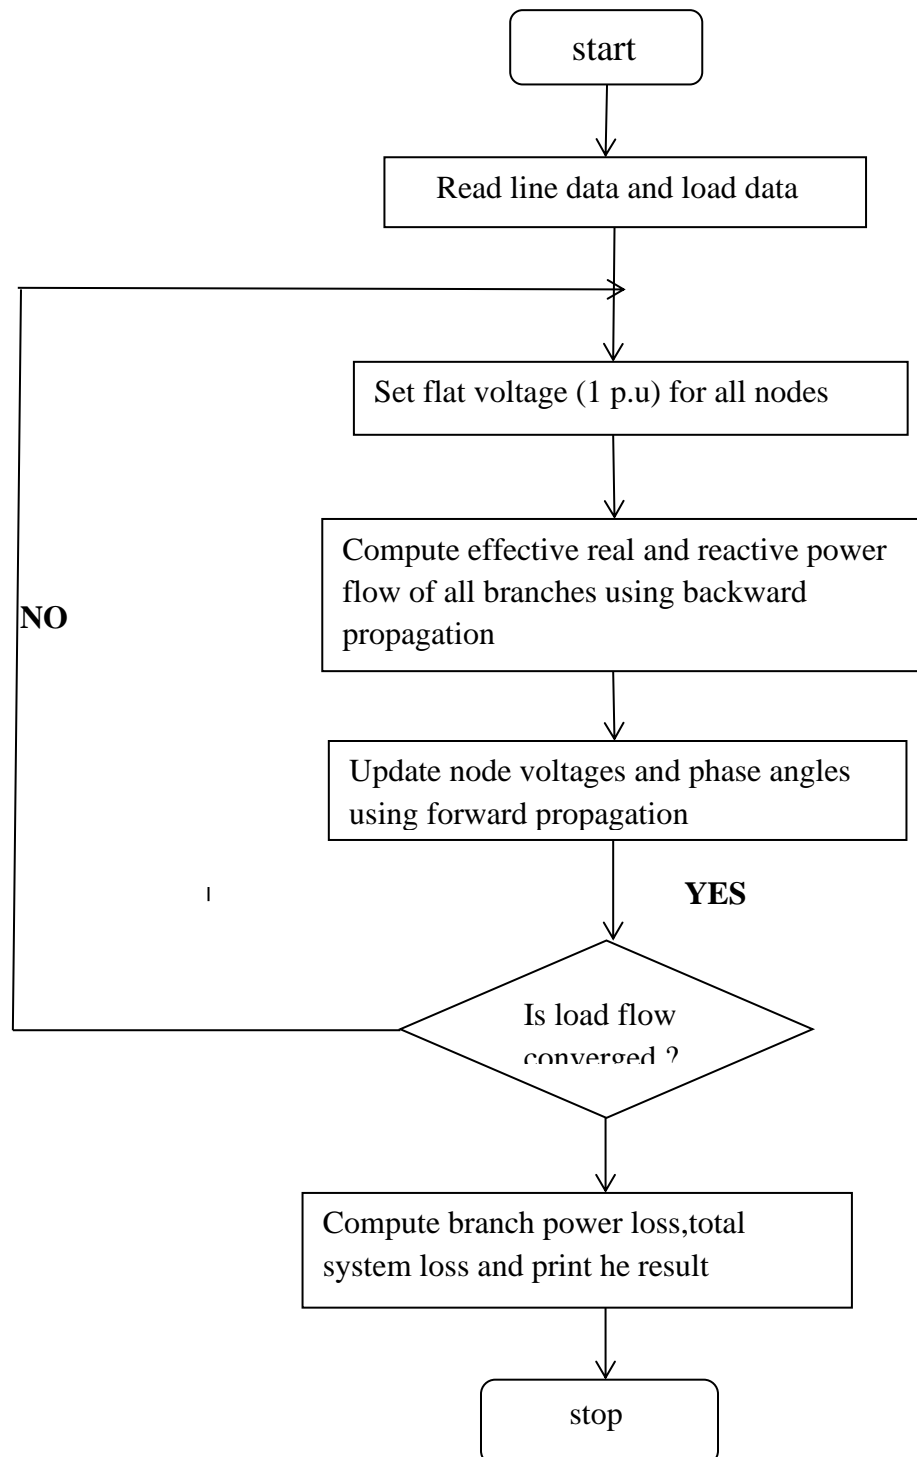 start
Read line data and load data
Set flat voltage (1 p.u) for all nodes
Compute effective real and reactive power
flow of all branches using backward
propagation
NO
Update node voltages and phase angles
using forward propagation
YES
Is load flow
converged ?
Compute branch power loss,total
system loss and print he result
stop